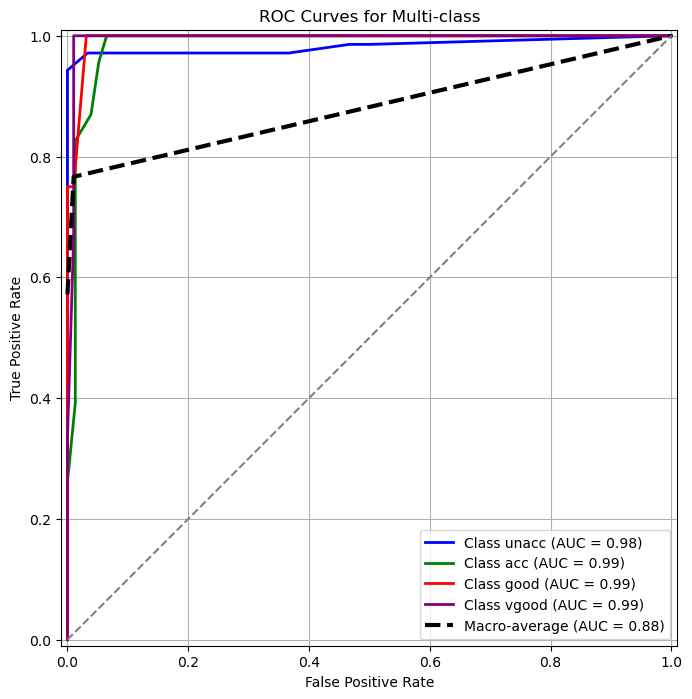 ROC Curves for Multi-class
True Positive Rate
1.0
0.8
0.6
0.4
0.2
0.0
0.0 0.2 0.4 0.6 0.8 1.0
False Positive Rate
Class unacc (AUC = 0.98)
Class acc (AUC = 0.99)
Class good (AUC = 0.99)
Class vgood (AUC = 0.99)
Macro-average (AUC = 0.88)